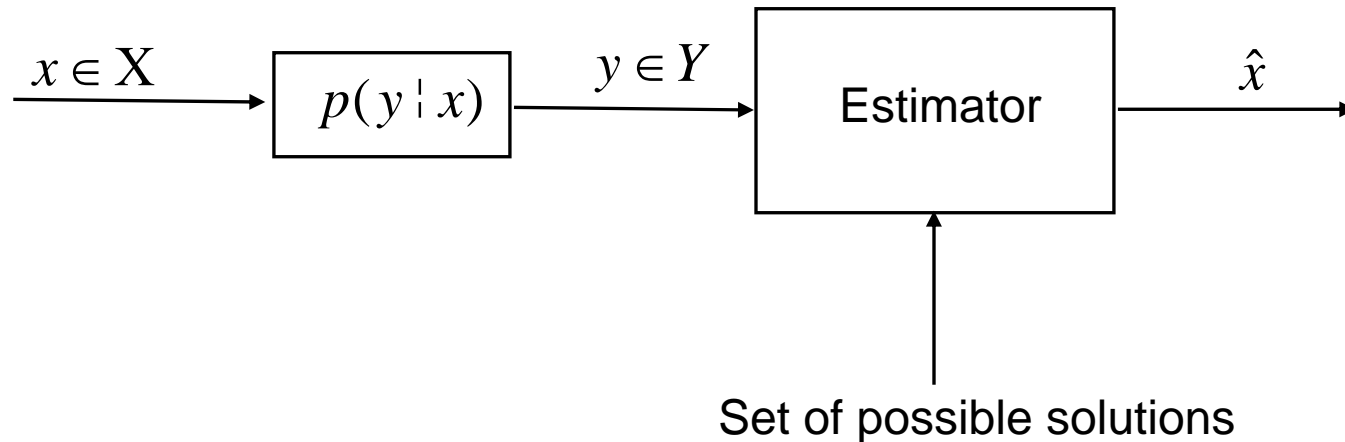 x ∈ X
p(y ¦ x)
y ∈ Y
Estimator
x̂
Set of possible solutions